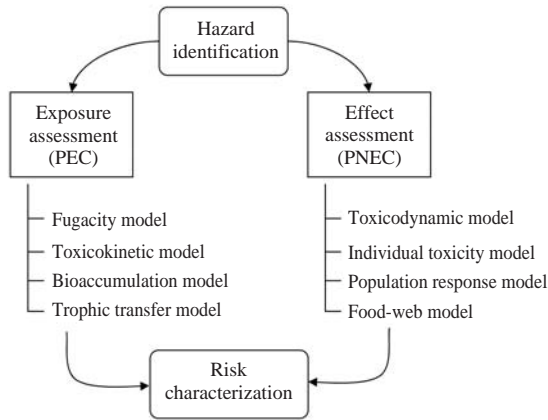 Hazard
identification
Exposure
assessment
(PEC)
Fugacity model
Toxicokinetic model
Bioaccumulation model
Trophic transfer model
Effect
assessment
(PNEC)
Toxicodynamic model
Individual toxicity model
Population response model
Food-web model
Risk
characterization